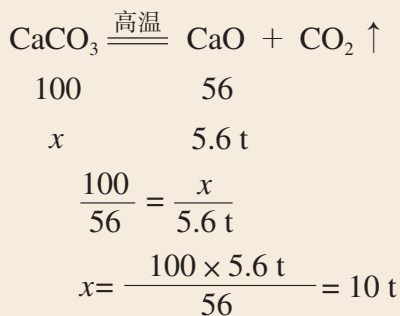 CaCO₃ 高温 CaO + CO₂ ↑
100 56
x 5.6 t
100/56 = x/5.6 t
x= 100 × 5.6 t/56 = 10 t